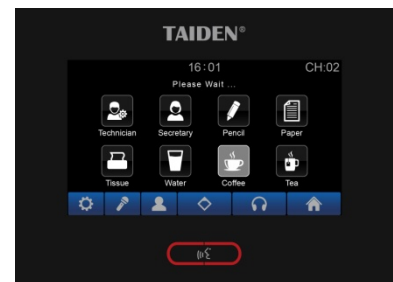 TAIDEN®
16:01 CH:02
Please Wait ...
Technician Secretary Pencil Paper
Tissue Water Coffee Tea